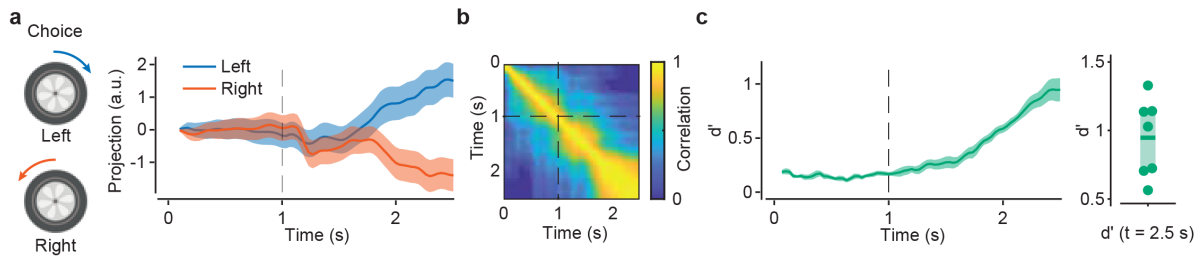 a
Choice
Left
Right
Projection (a.u.)
2
1
0
-1
Left
Right
0
1
2
Time (s)
b
0
1
2
Time (s)
0
1
2
Time (s)
1
0
Correlation
c
1
0.5
0
d'
0
1
2
Time (s)
1.5
1
0.5
d'
d' (t = 2.5 s)